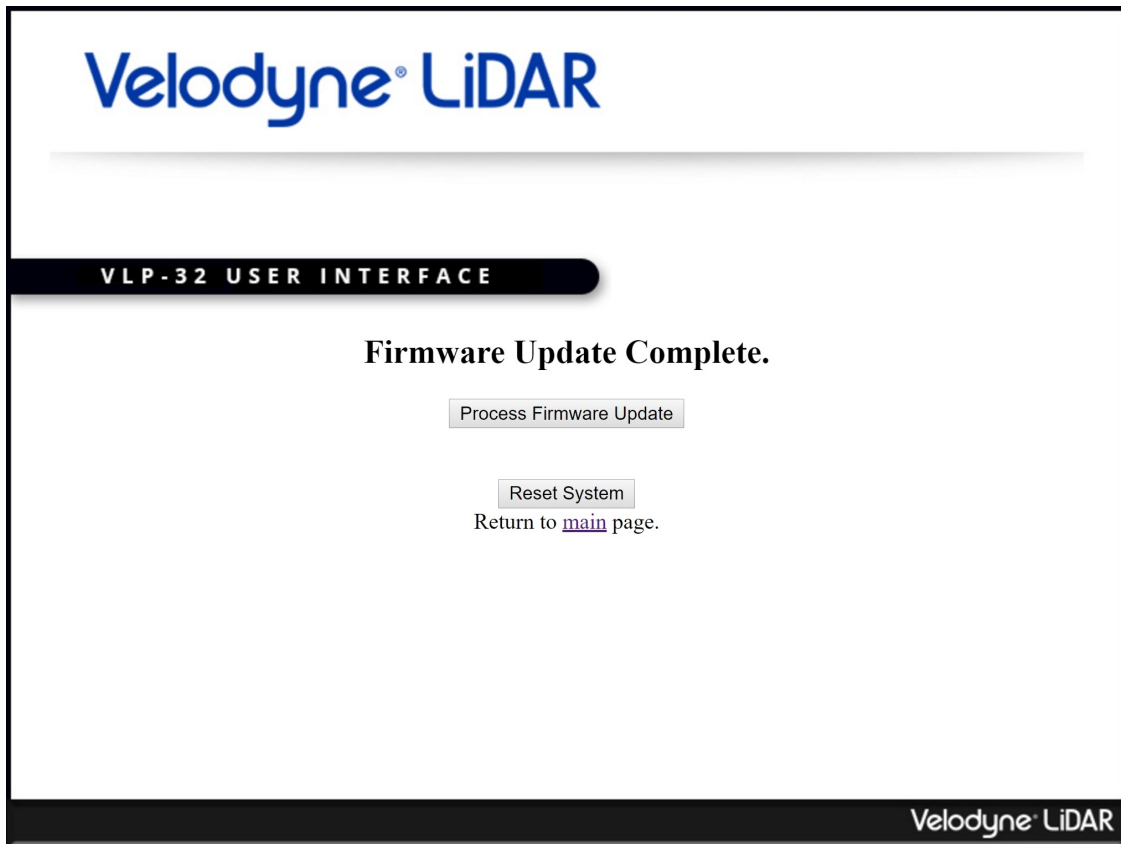 Velodyne® LiDAR
VLP-32 USER INTERFACE
Firmware Update Complete.
Process Firmware Update
Reset System
Return to main page.
Velodyne LiDAR